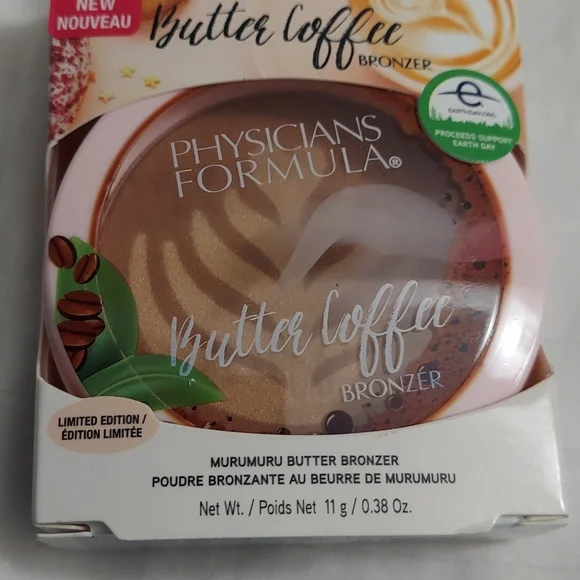 NEW
NOUVEAU
Butter Coffee
BRONZER
e
EARTHDAY.ORG
PROCEEDS SUPPORT
EARTH DAY
PHYSICIANS
FORMULA®
Butter Coffee
BRONZER
LIMITED EDITION /
ÉDITION LIMITÉE
MURUMURU BUTTER BRONZER
POUDRE BRONZANTE AU BEURRE DE MURUMURU
Net Wt. / Poids Net 11 g / 0.38 Oz.